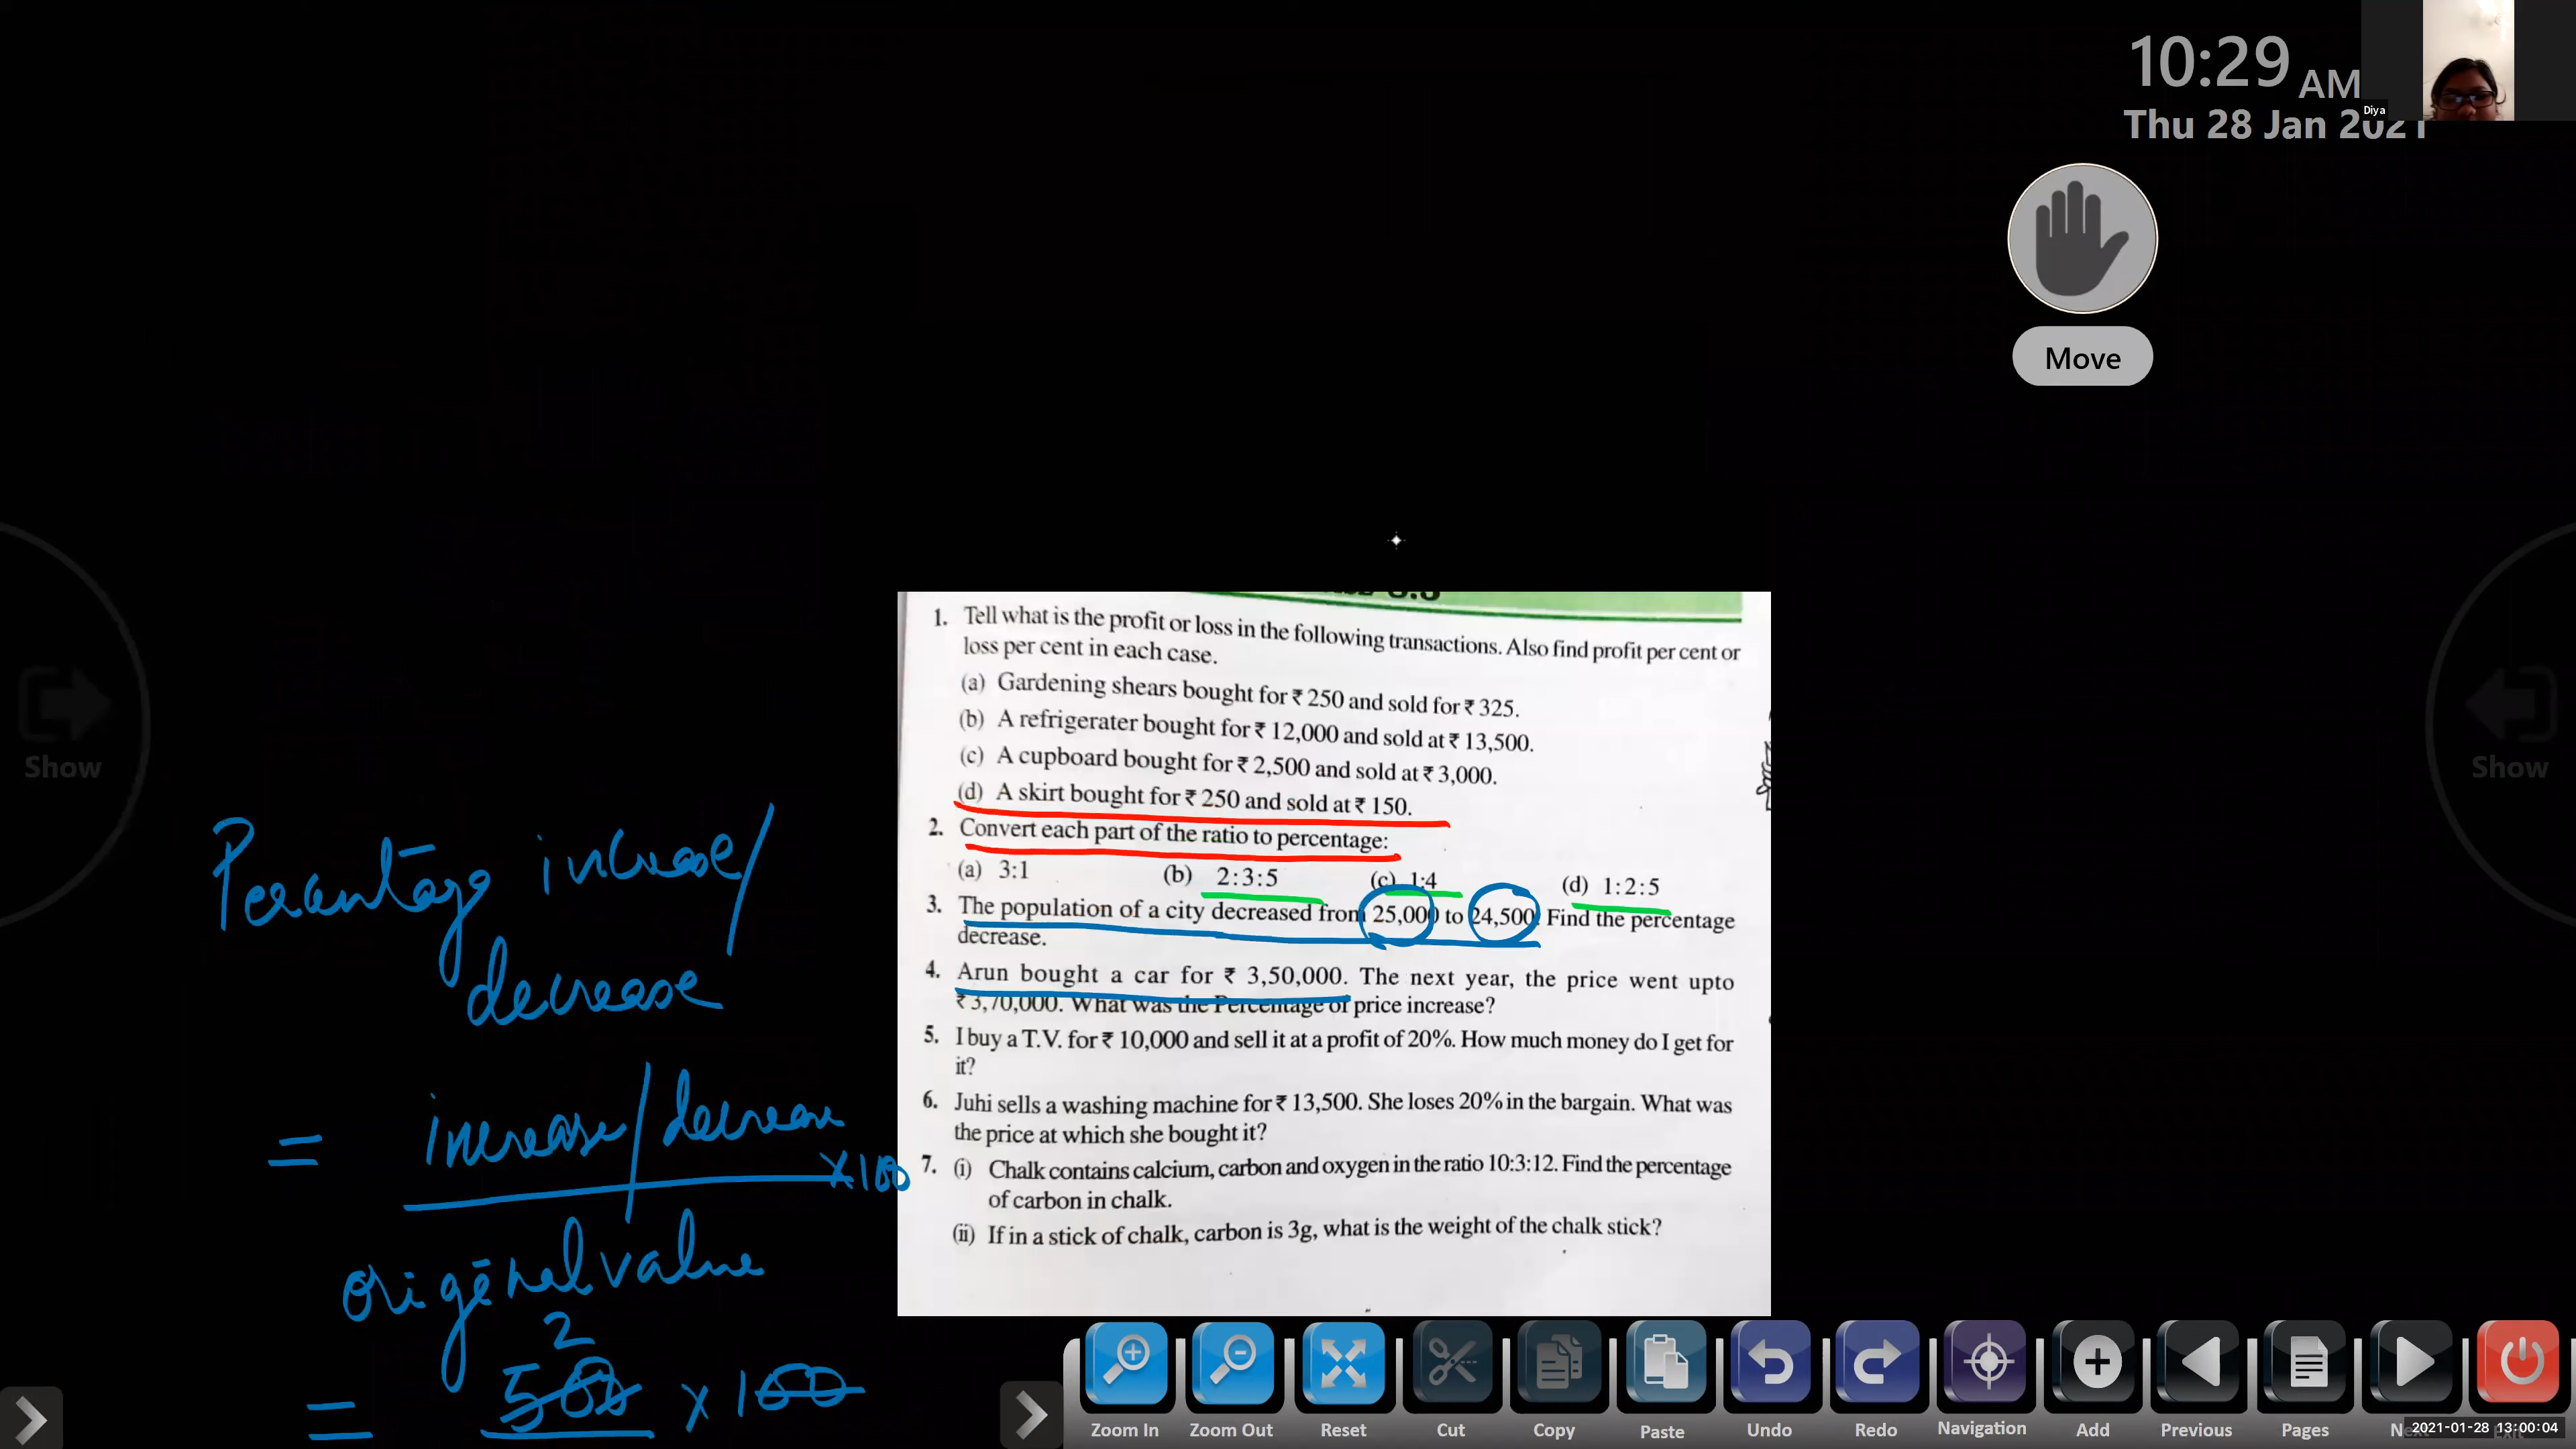 10:29 AM
Diya
Thu 28 Jan 2021
Move
Show
Show
1. Tell what is the profit or loss in the following transactions. Also find profit per cent or
loss per cent in each case.
(a) Gardening shears bought for ₹ 250 and sold for ₹ 325.
(b) A refrigerater bought for ₹ 12,000 and sold at ₹ 13,500.
(c) A cupboard bought for ₹ 2,500 and sold at ₹ 3,000.
(d) A skirt bought for ₹ 250 and sold at ₹ 150.
2. Convert each part of the ratio to percentage:
(a) 3:1 (b) 2:3:5 (c) 1:4 (d) 1:2:5
3. The population of a city decreased from 25,000 to 24,500. Find the percentage
decrease.
4. Arun bought a car for ₹ 3,50,000. The next year, the price went upto
₹ 3,70,000. What was the Percentage of price increase?
5. I buy a T.V. for ₹ 10,000 and sell it at a profit of 20%. How much money do I get for
it?
6. Juhi sells a washing machine for ₹ 13,500. She loses 20% in the bargain. What was
the price at which she bought it?
7. (i) Chalk contains calcium, carbon and oxygen in the ratio 10:3:12. Find the percentage
of carbon in chalk.
(ii) If in a stick of chalk, carbon is 3g, what is the weight of the chalk stick?
Percentage increase/
decrease
= increase/decrease
×100
original value
2
= 500 × 100
Zoom In Zoom Out Reset Cut Copy Paste Undo Redo Navigation Add Previous Pages
2021-01-28 13:00:04